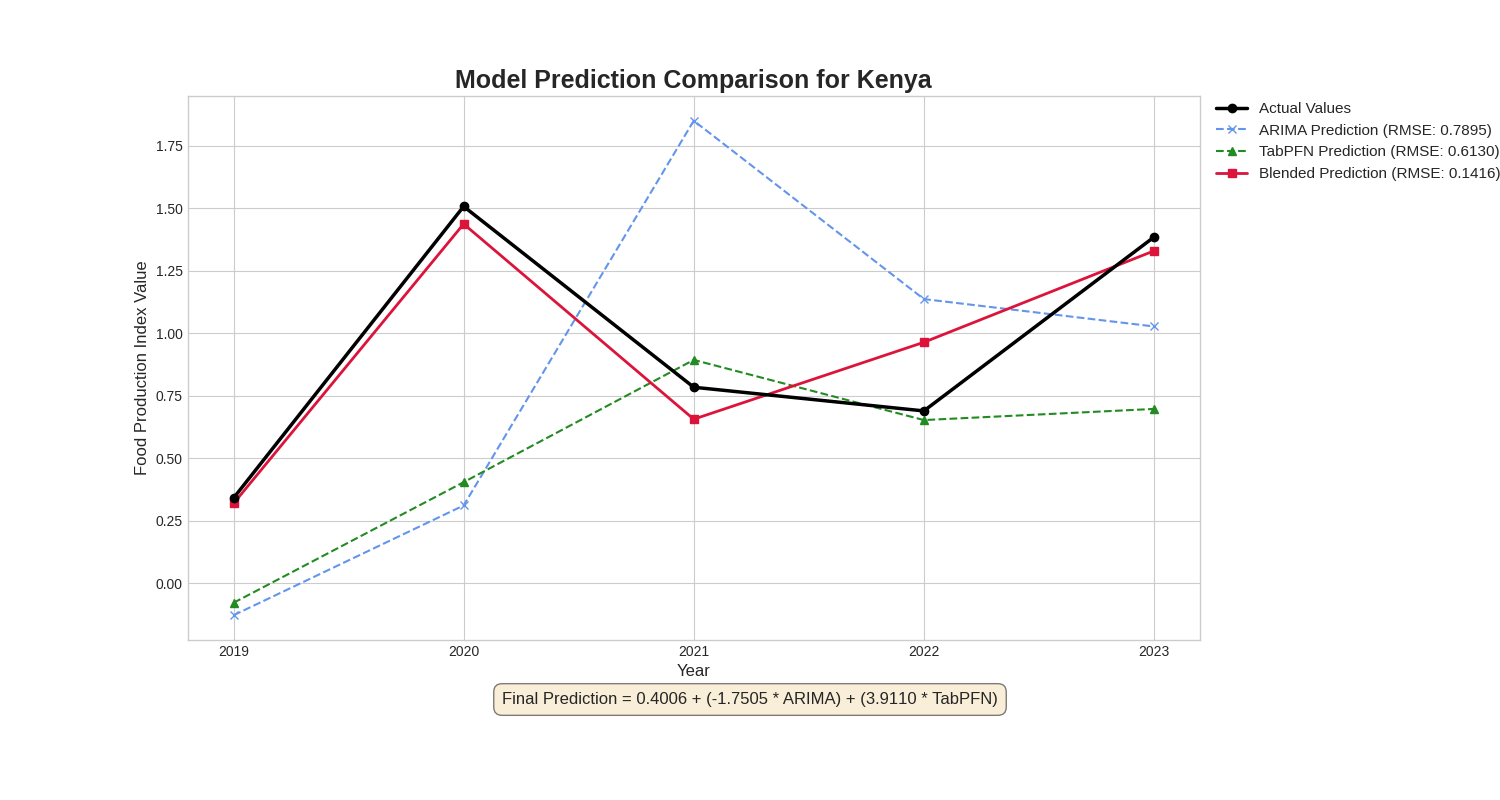 Model Prediction Comparison for Kenya
Actual Values
ARIMA Prediction (RMSE: 0.7895)
TabPFN Prediction (RMSE: 0.6130)
Blended Prediction (RMSE: 0.1416)
Food Production Index Value
1.75
1.50
1.25
1.00
0.75
0.50
0.25
0.00
2019 2020 2021 2022 2023
Year
Final Prediction = 0.4006 + (-1.7505 * ARIMA) + (3.9110 * TabPFN)